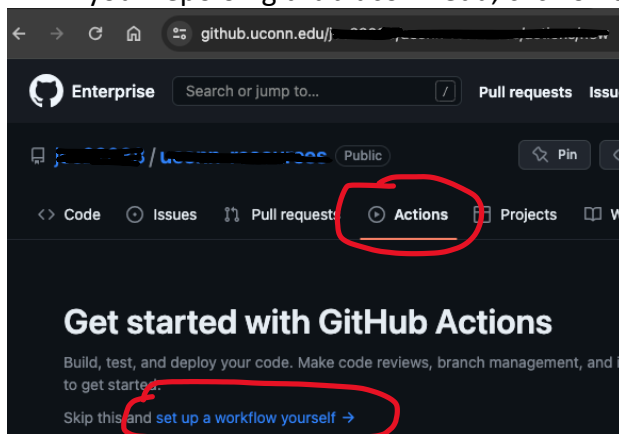 github.uconn.edu/j
Enterprise Search or jump to... / Pull requests Issu
/ Public Pin
Code Issues Pull requests Actions Projects W
Get started with GitHub Actions
Build, test, and deploy your code. Make code reviews, branch management, and i
to get started.
Skip this and set up a workflow yourself →